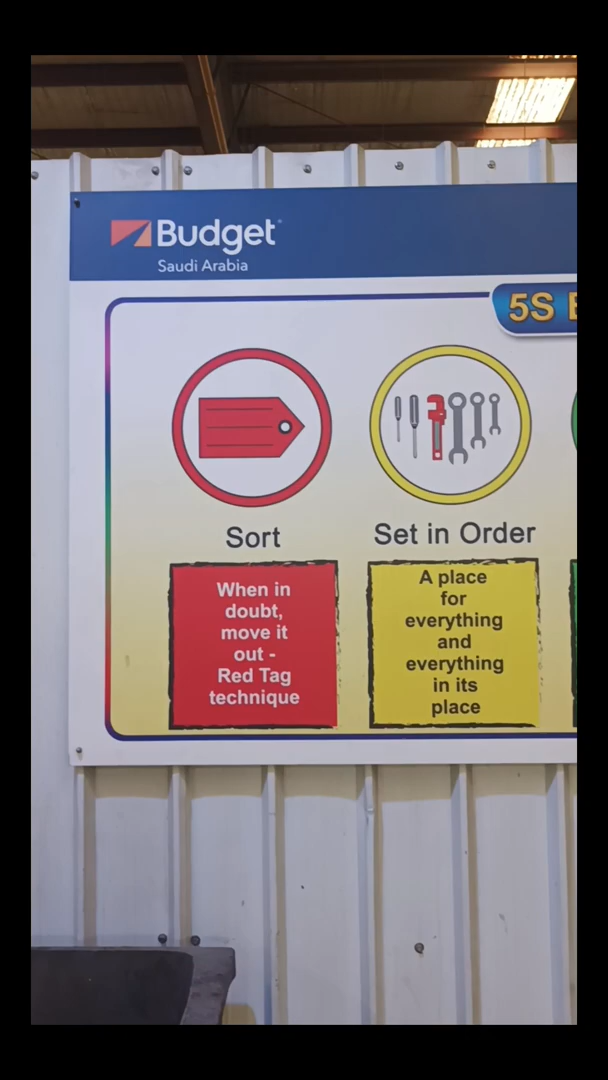 Budget
Saudi Arabia
5S
Sort
Set in Order
When in
doubt,
move it
out -
Red Tag
technique
A place
for
everything
and
everything
in its
place